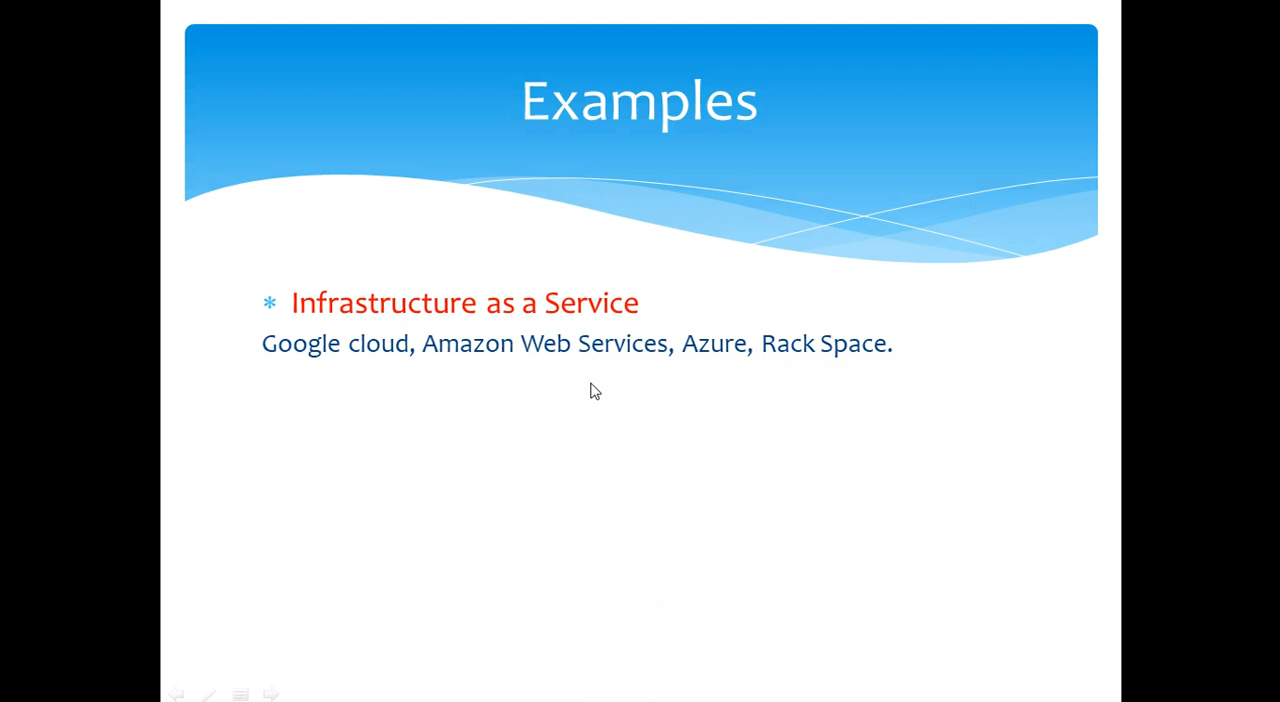 Examples
* Infrastructure as a Service
Google cloud, Amazon Web Services, Azure, Rack Space.